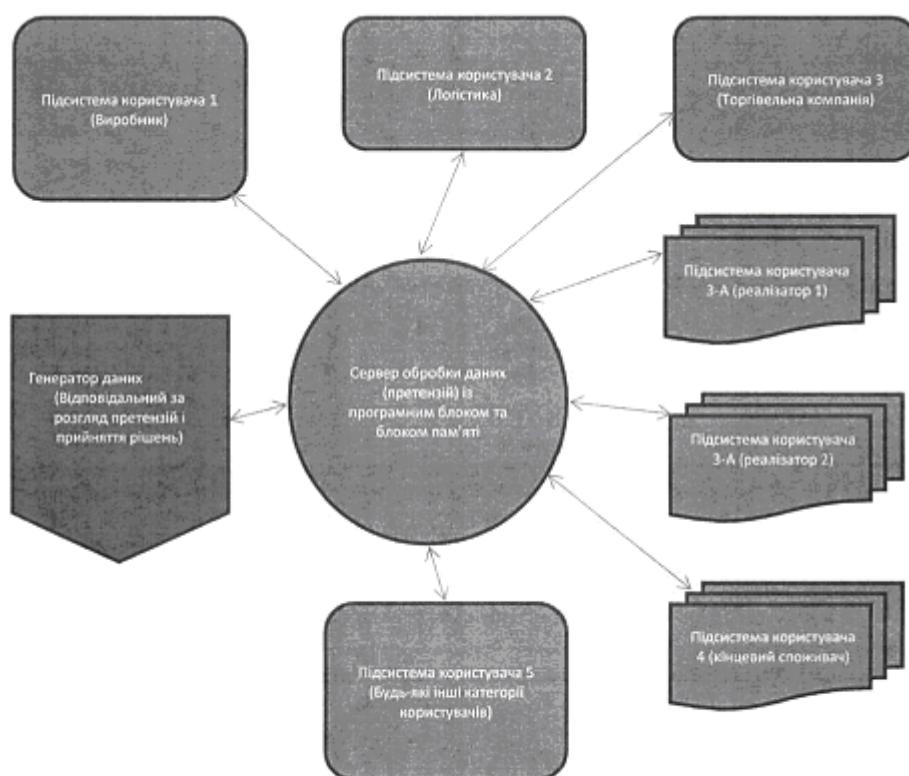 Підсистема користувача 1
(Виробник)
Підсистема користувача 2
(Логістика)
Підсистема користувача 3
(Торгівельна компанія)
Підсистема користувача
3-А (реалізатор 1)
Генератор даних
(Відповідальний за
розгляд претензій і
прийняття рішень)
Сервер обробки даних
(претензій) із
програмним блоком та
блоком пам'яті
Підсистема користувача
3-А (реалізатор 2)
Підсистема користувача
4 (кінцевий споживач)
Підсистема користувача 5
(Будь-які інші категорії
користувачів)